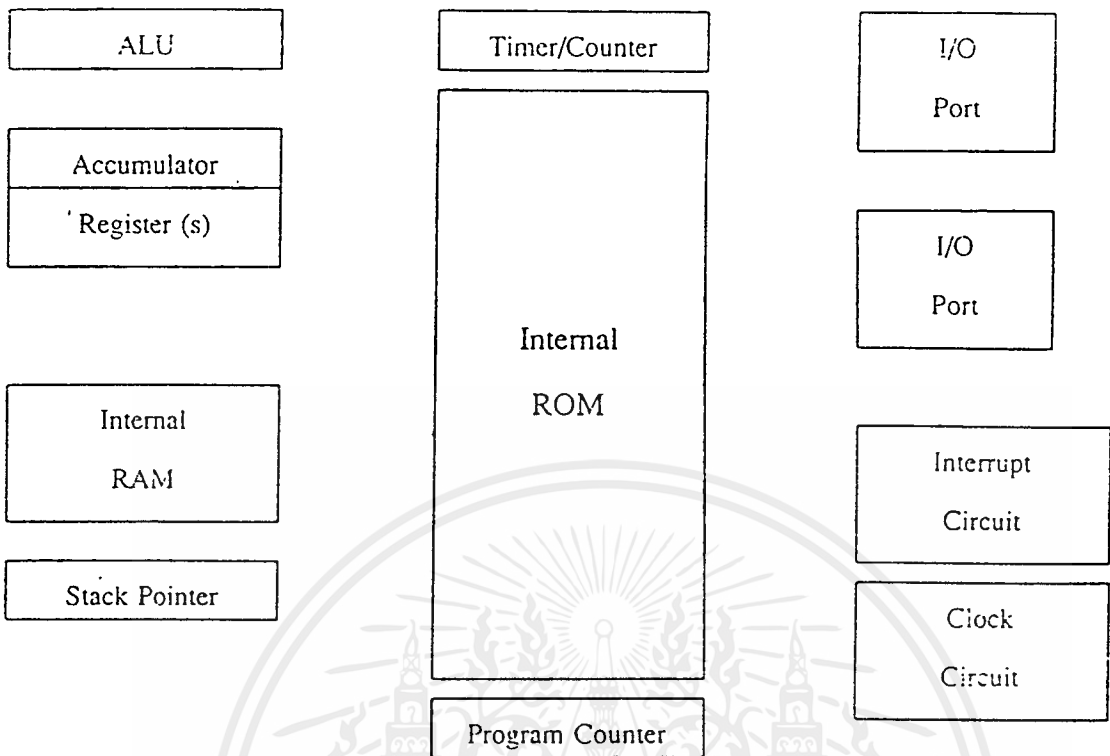 ALU
Accumulator
Register (s)
Internal
RAM
Stack Pointer
Timer/Counter
Internal
ROM
Program Counter
I/O
Port
I/O
Port
Interrupt
Circuit
Clock
Circuit